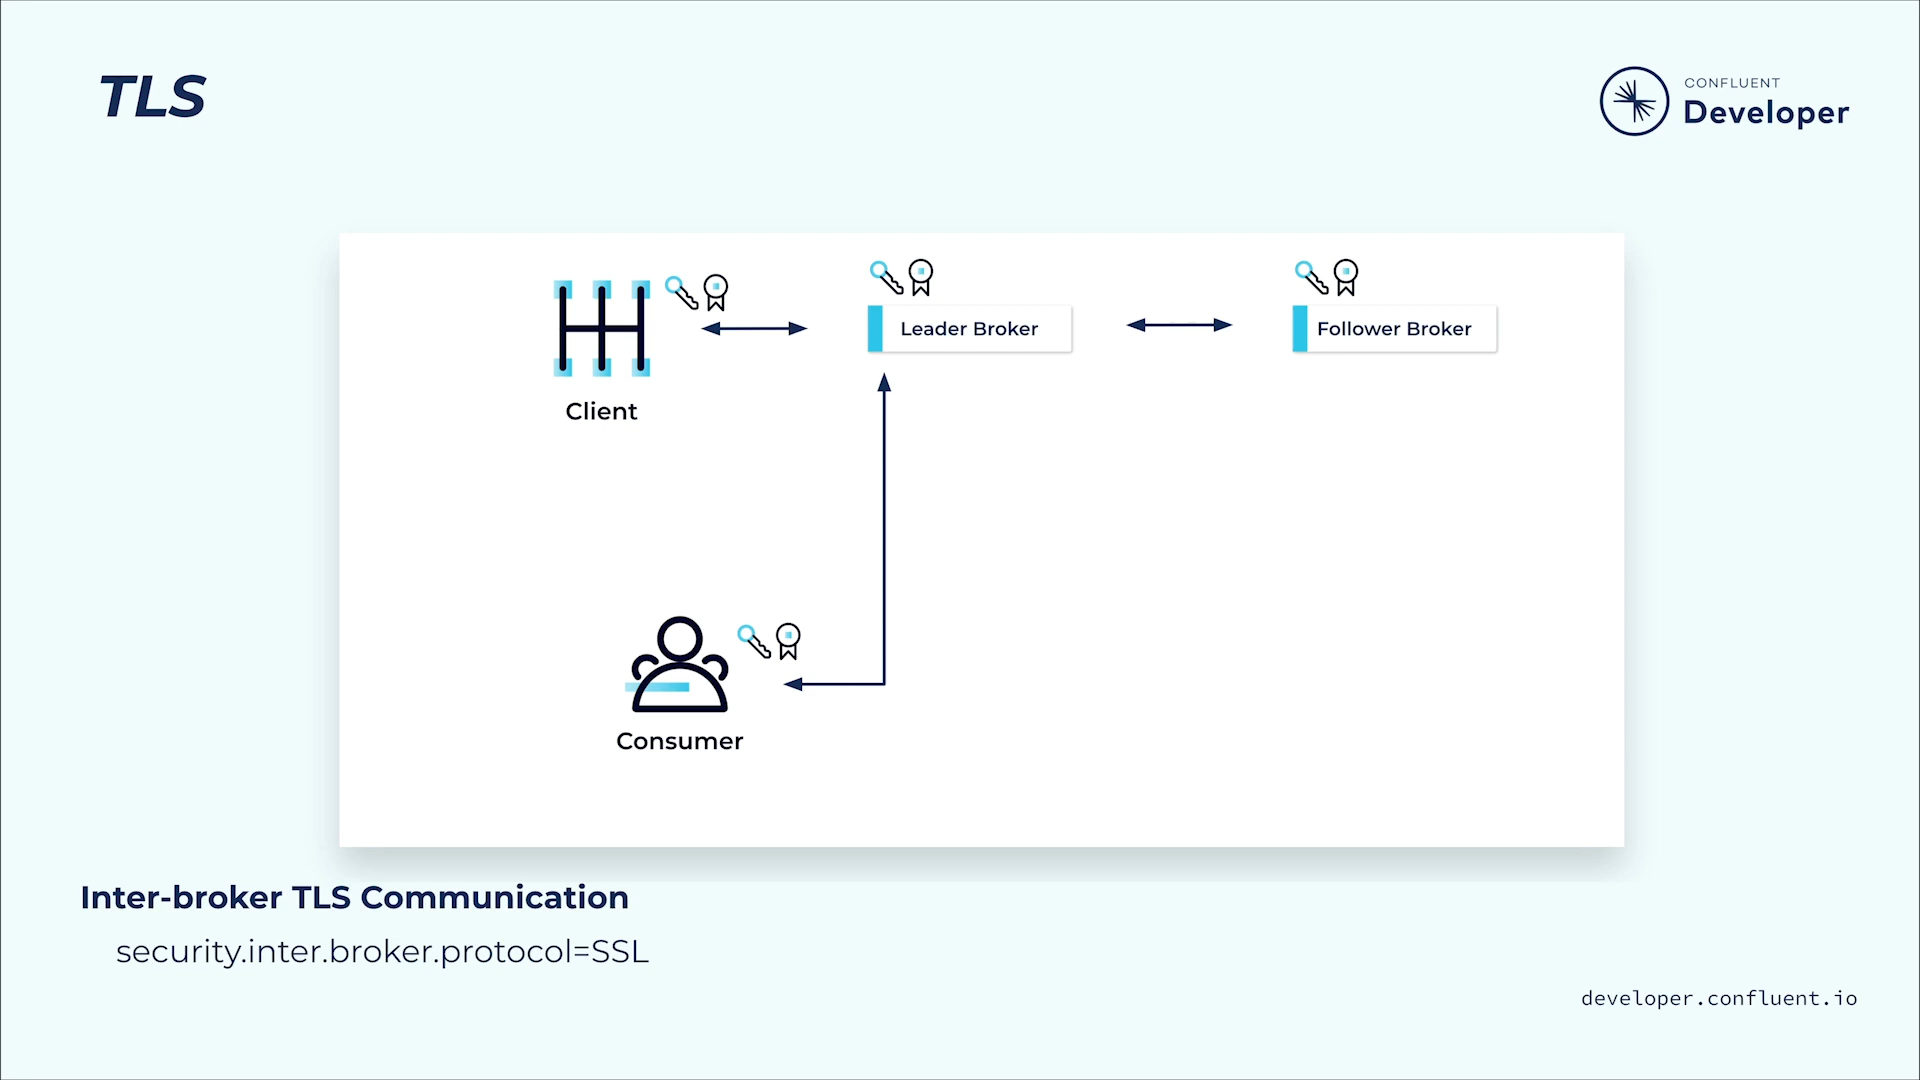 TLS
CONFLUENT
Developer
Leader Broker
Follower Broker
Client
Consumer
Inter-broker TLS Communication
security.inter.broker.protocol=SSL
developer.confluent.io